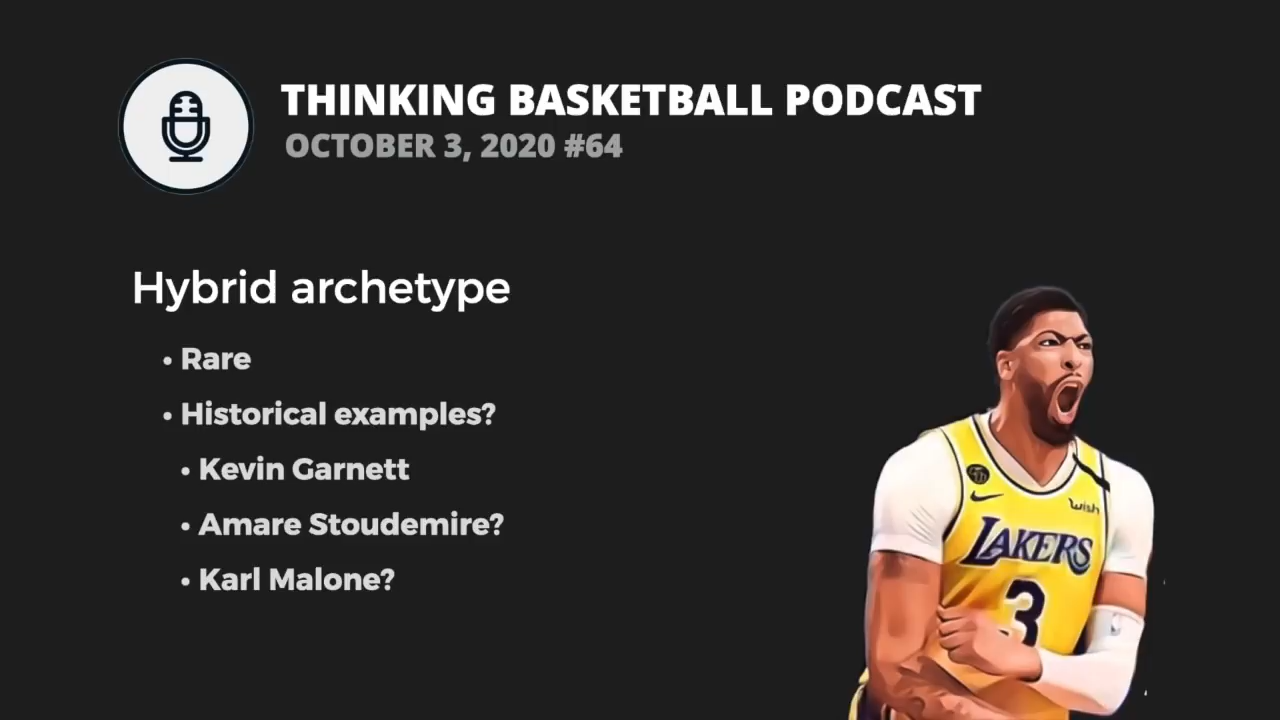 THINKING BASKETBALL PODCAST
OCTOBER 3, 2020 #64
Hybrid archetype
• Rare
• Historical examples?
• Kevin Garnett
• Amare Stoudemire?
• Karl Malone?
wish
LAKERS
3